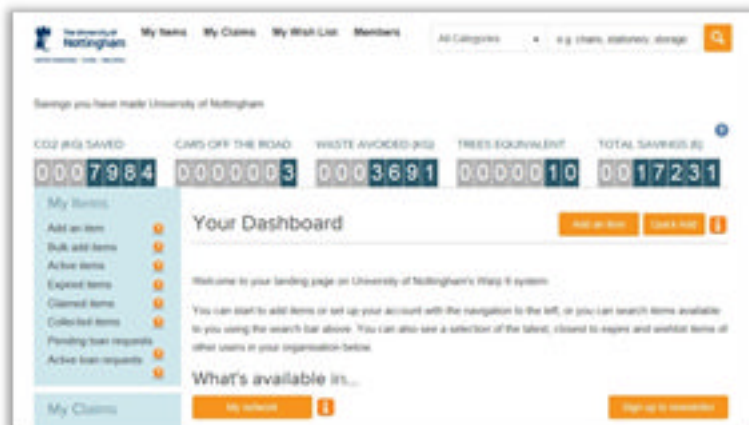 The University of
Nottingham
My Items My Claims My Wish List Members
All Categories e.g. chairs, stationery, storage
Savings you have made University of Nottingham
CO2 (KG) SAVED CARS OFF THE ROAD WASTE AVOIDED (KG) TREES EQUIVALENT TOTAL SAVINGS (£)
0007984 0000003 0003691 0000010 0017231
My Items
Add an item
Bulk add items
Active items
Expired items
Claimed items
Collected items
Pending loan requests
Active loan requests
Your Dashboard
Add an item Quick Add
Welcome to your landing page on University of Nottingham's Warp It system
You can start to add items or set up your account with the navigation to the left, or you can search items available
to you using the search bar above. You can also see a selection of the latest, closest to expire and wishlist items of
other users in your organisation below.
What's available in...
My network Sign up to newsletter
My Claims